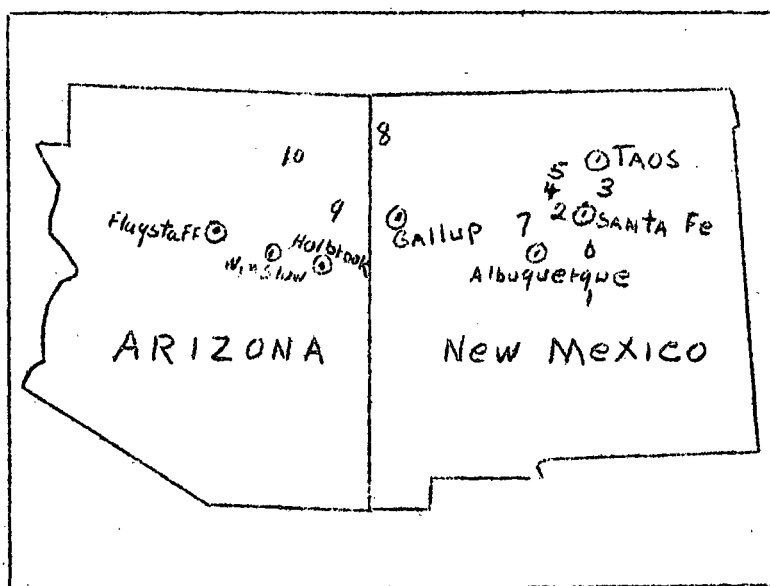 8
10
5 TAOS
4 3
9
Flagstaff
GALLUP
7 2 SANTA Fe
Holbrook
Winslow
6
Albuquerque
1
ARIZONA
New Mexico